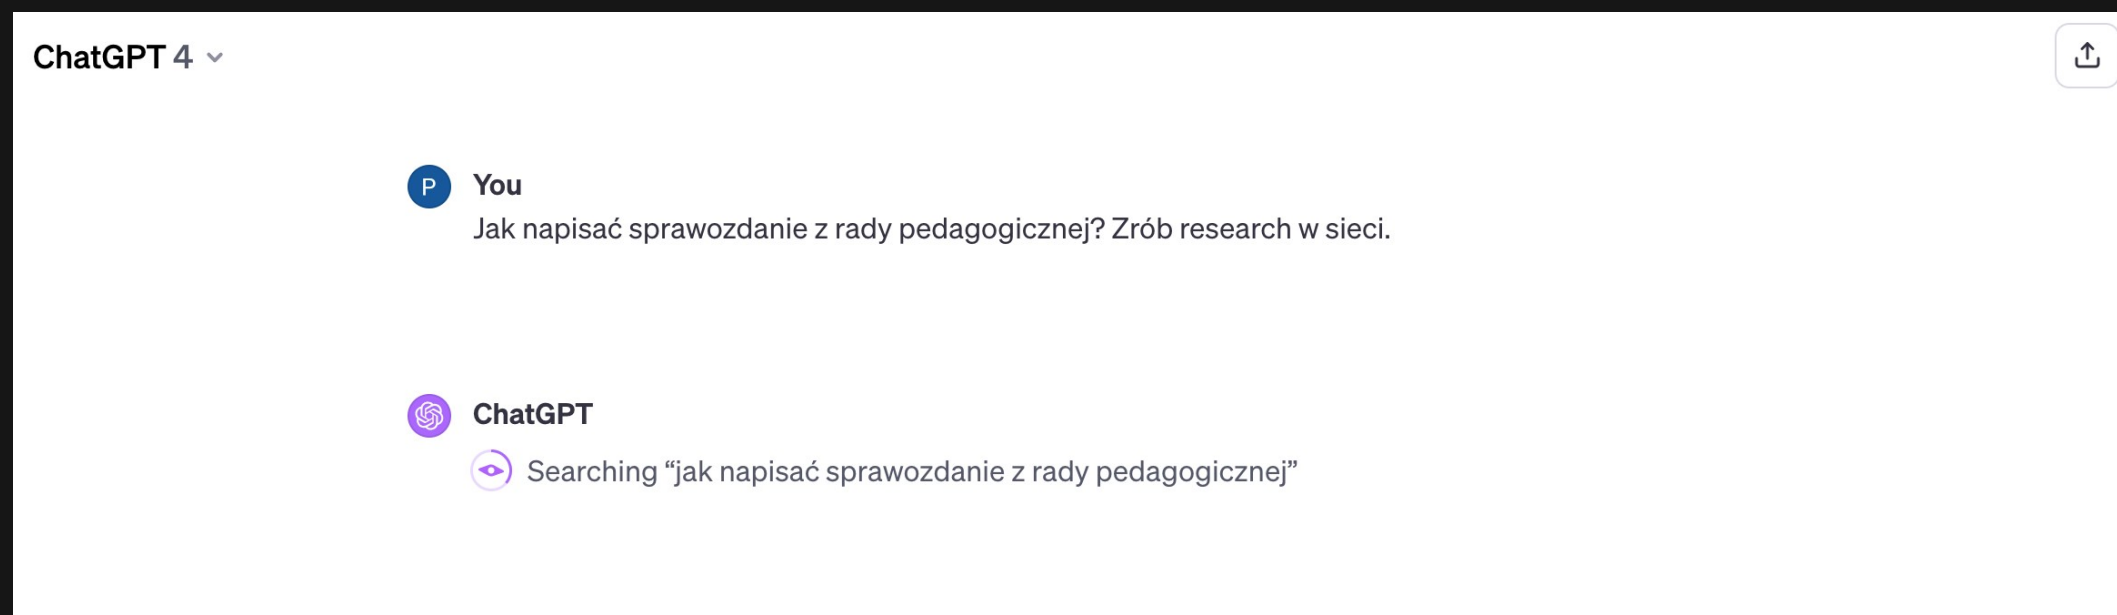 ChatGPT 4
P
You
Jak napisać sprawozdanie z rady pedagogicznej? Zrób research w sieci.
ChatGPT
Searching “jak napisać sprawozdanie z rady pedagogicznej”